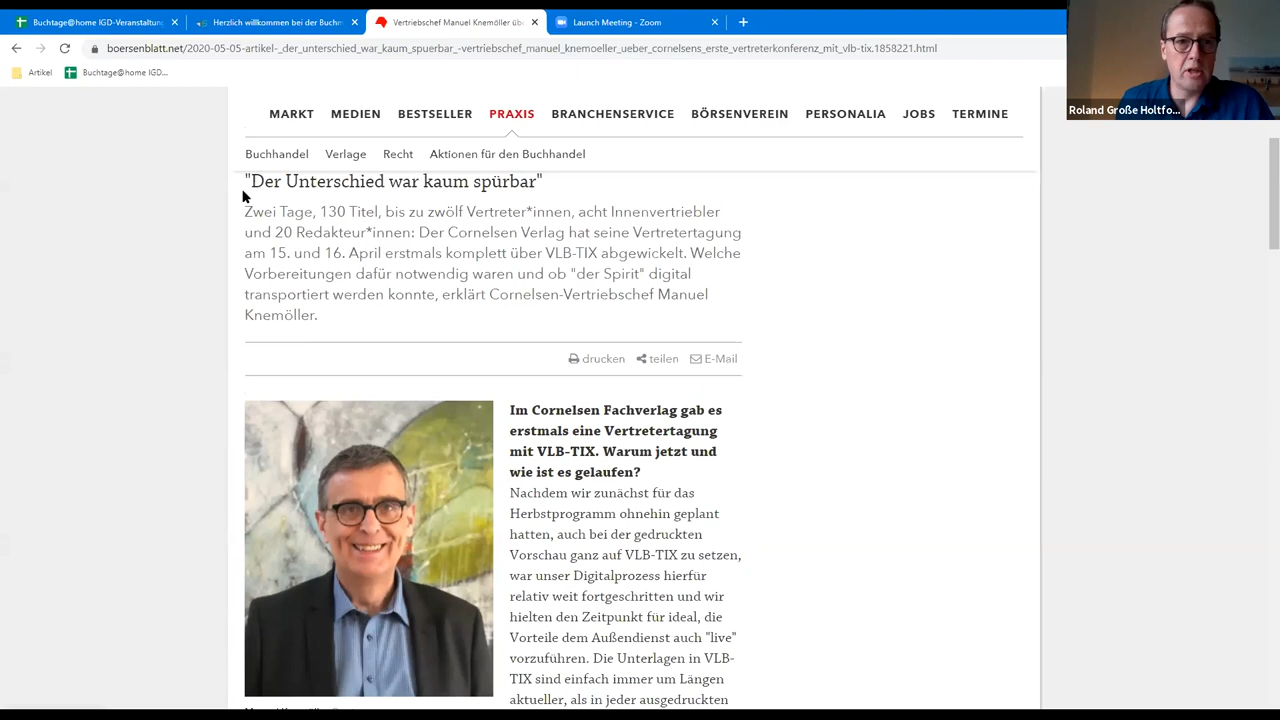 Buchtage@home IGD-Veranstaltun
Herzlich willkommen bei der Buchm
Vertriebschef Manuel Knemöller übe
Launch Meeting - Zoom
boersenblatt.net/2020-05-05-artikel-_der_unterschied_war_kaum_spuerbar_-vertriebschef_manuel_knemoeller_ueber_cornelsens_erste_vertreterkonferenz_mit_vlb-tix.1858221.html
Artikel
Buchtage@home IGD...
Roland Große Holtfo...
MARKT MEDIEN BESTSELLER PRAXIS BRANCHENSERVICE BÖRSENVEREIN PERSONALIA JOBS TERMINE
Buchhandel Verlage Recht Aktionen für den Buchhandel
"Der Unterschied war kaum spürbar"
Zwei Tage, 130 Titel, bis zu zwölf Vertreter*innen, acht Innenvertriebler
und 20 Redakteur*innen: Der Cornelsen Verlag hat seine Vertretertagung
am 15. und 16. April erstmals komplett über VLB-TIX abgewickelt. Welche
Vorbereitungen dafür notwendig waren und ob "der Spirit" digital
transportiert werden konnte, erklärt Cornelsen-Vertriebschef Manuel
Knemöller.
drucken teilen E-Mail
Im Cornelsen Fachverlag gab es
erstmals eine Vertretertagung
mit VLB-TIX. Warum jetzt und
wie ist es gelaufen?
Nachdem wir zunächst für das
Herbstprogramm ohnehin geplant
hatten, auch bei der gedruckten
Vorschau ganz auf VLB-TIX zu setzen,
war unser Digitalprozess hierfür
relativ weit fortgeschritten und wir
hielten den Zeitpunkt für ideal, die
Vorteile dem Außendienst auch "live"
vorzuführen. Die Unterlagen in VLB-
TIX sind einfach immer um Längen
aktueller, als in jeder ausgedruckten